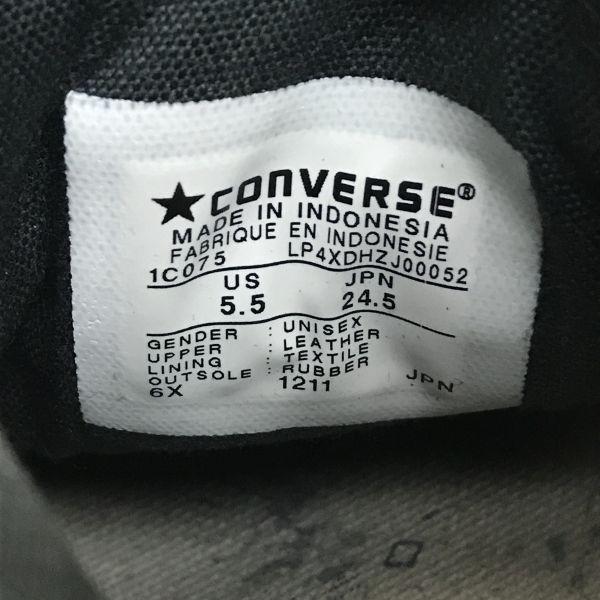 ★CONVERSE®
MADE IN INDONESIA
FABRIQUE EN INDONESIE
1C075 LP4XDHZJ00052
US JPN
5.5 24.5
GENDER : UNISEX
UPPER : LEATHER
LINING : TEXTILE
OUTSOLE : RUBBER
6X 1211 JPN